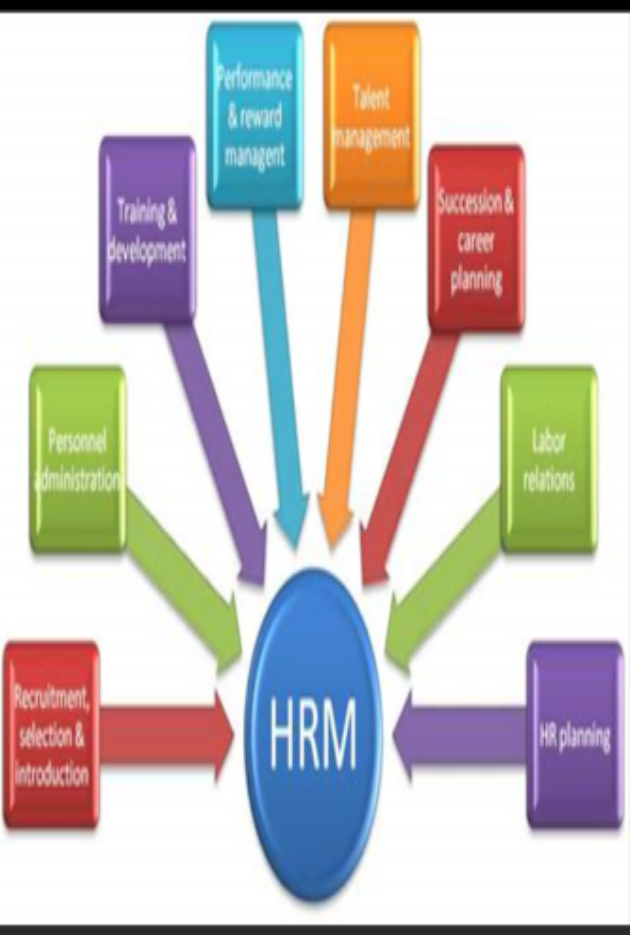 Performance
& reward
managent
Talent
management
Training &
development
Succession &
career
planning
Personnel
administration
Labor
relations
Recruitment,
selection &
introduction
HRM
HR planning